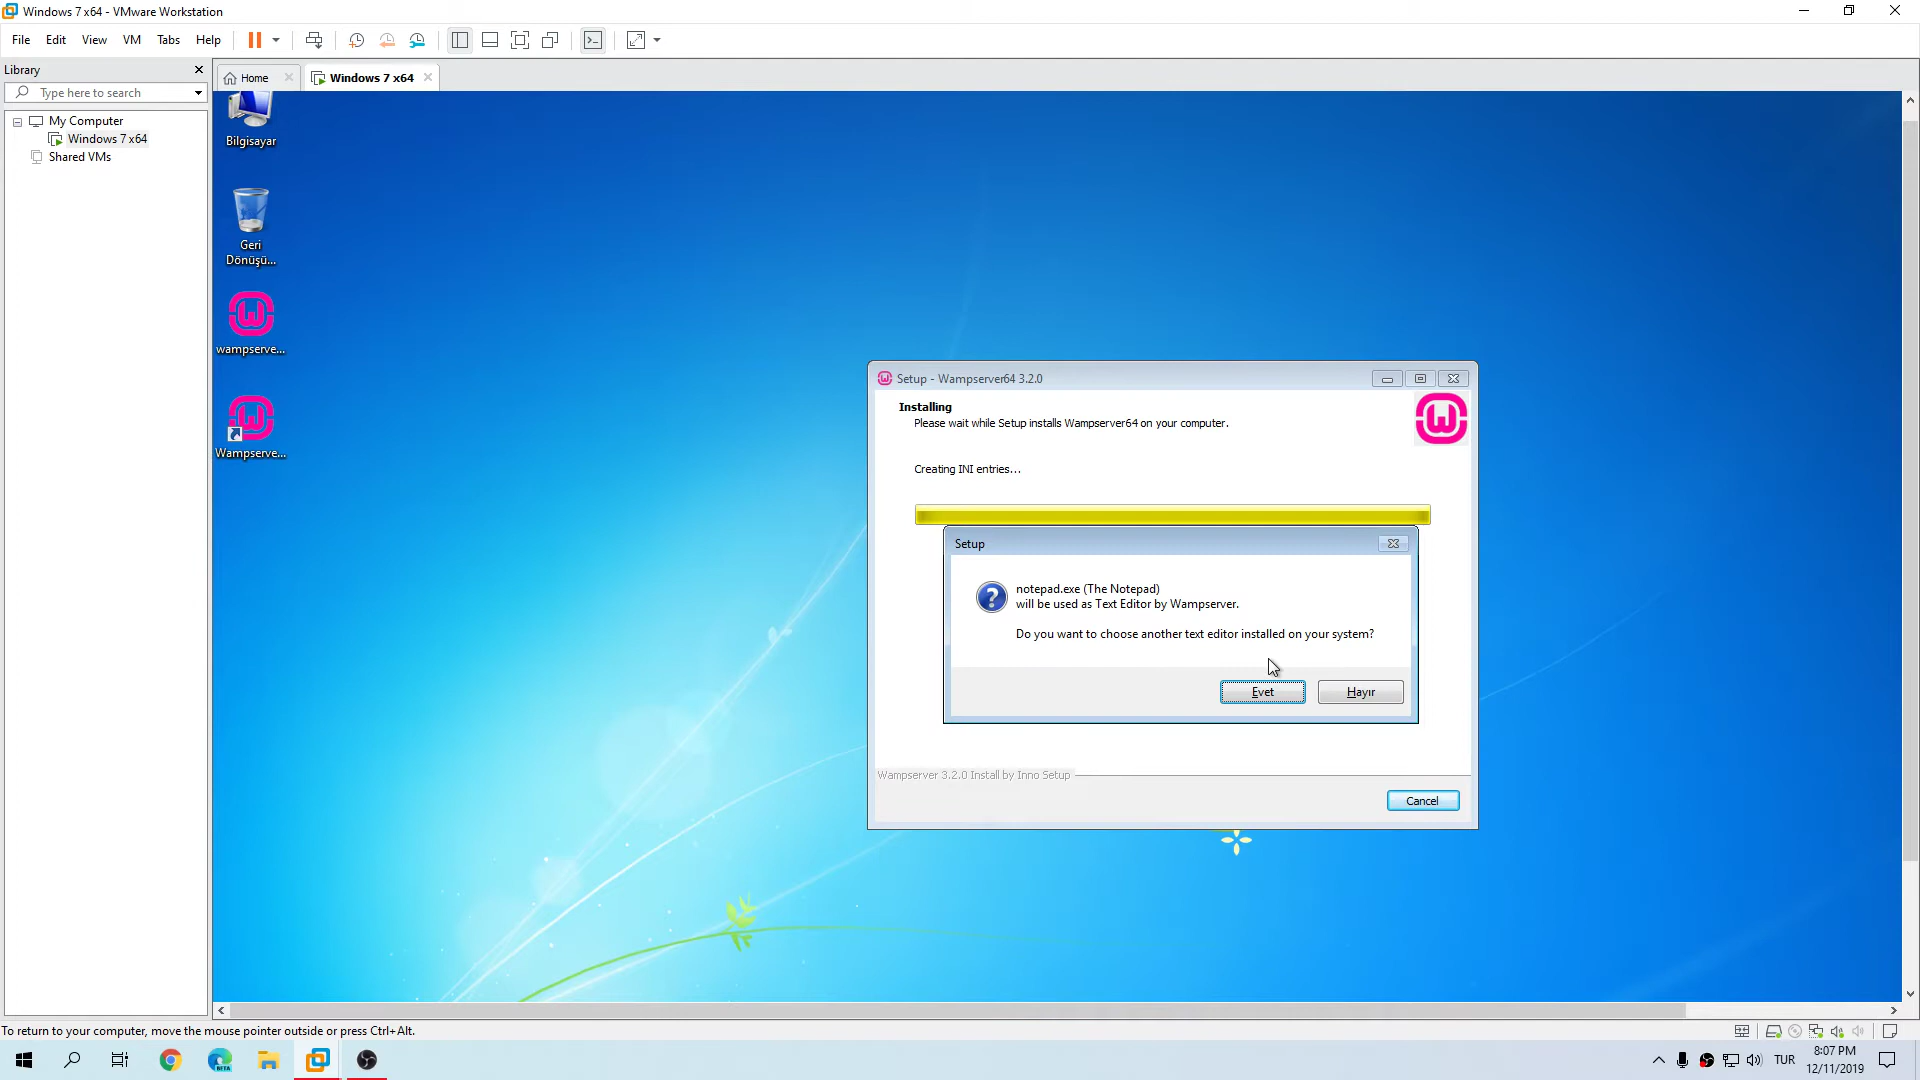 Windows 7 x64 - VMware Workstation
File Edit View VM Tabs Help
Library
Type here to search
My Computer
Windows 7 x64
Shared VMs
Home
Windows 7 x64
Bilgisayar
Geri
Dönüşü...
wampserve...
Wampserve...
Setup - Wampserver64 3.2.0
Installing
Please wait while Setup installs Wampserver64 on your computer.
Creating INI entries...
Setup
notepad.exe (The Notepad)
will be used as Text Editor by Wampserver.
Do you want to choose another text editor installed on your system?
Evet
Hayır
Wampserver 3.2.0 Install by Inno Setup
Cancel
To return to your computer, move the mouse pointer outside or press Ctrl+Alt.
BETA
TUR
8:07 PM
12/11/2019